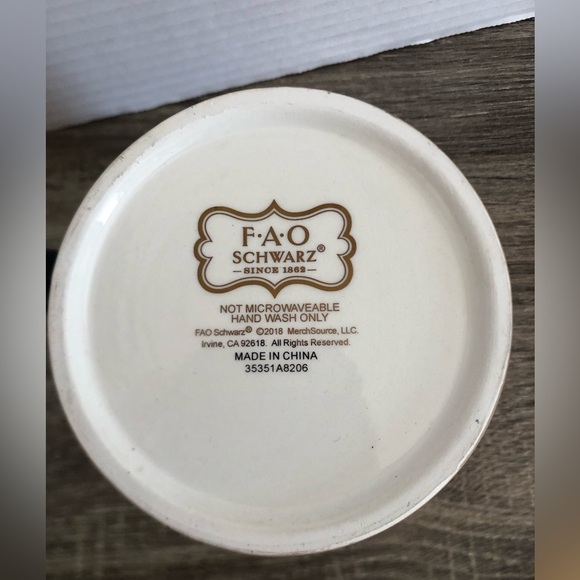 F·A·O
SCHWARZ®
SINCE 1862
NOT MICROWAVEABLE
HAND WASH ONLY
FAO Schwarz® ©2018 MerchSource, LLC.
Irvine, CA 92618. All Rights Reserved.
MADE IN CHINA
35351A8206